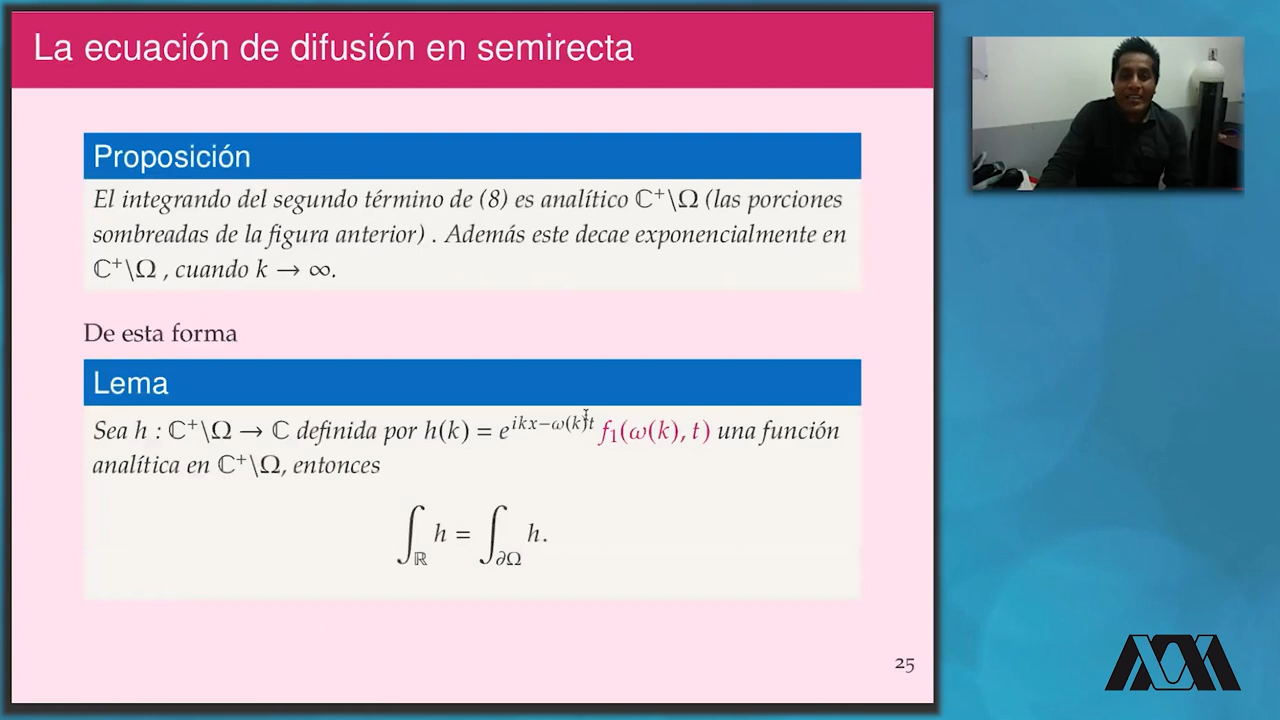 La ecuación de difusión en semirecta
Proposición
El integrando del segundo término de (8) es analítico ℂ⁺\Ω (las porciones
sombreadas de la figura anterior) . Además este decae exponencialmente en
ℂ⁺\Ω , cuando k → ∞.
De esta forma
Lema
Sea h : ℂ⁺\Ω → ℂ definida por h(k) = e^{ikx−ω(k)t} f₁(ω(k), t) una función
analítica en ℂ⁺\Ω, entonces
∫_ℝ h = ∫_{∂Ω} h.
25